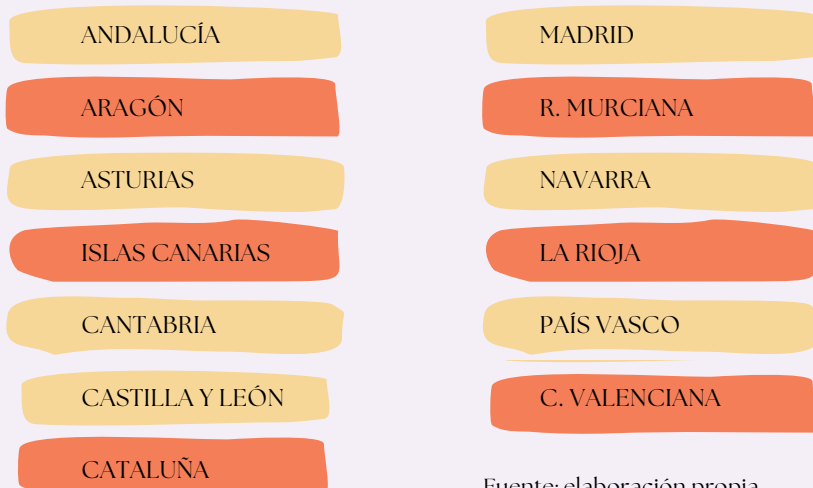 ANDALUCÍA
ARAGÓN
ASTURIAS
ISLAS CANARIAS
CANTABRIA
CASTILLA Y LEÓN
CATALUÑA
MADRID
R. MURCIANA
NAVARRA
LA RIOJA
PAÍS VASCO
C. VALENCIANA
Fuente: elaboración propia